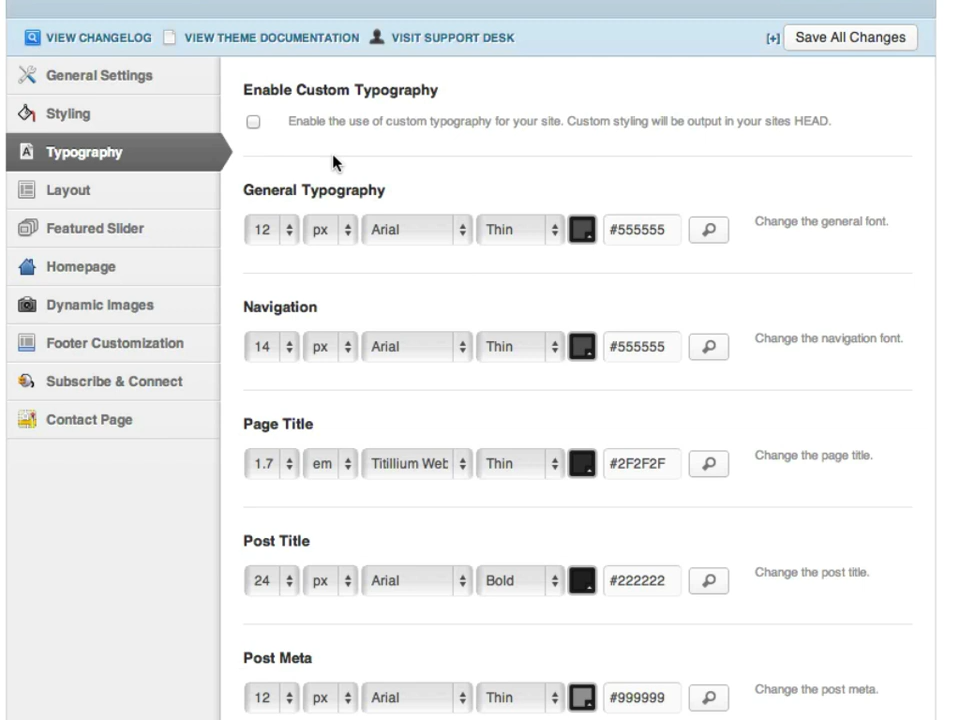 VIEW CHANGELOG VIEW THEME DOCUMENTATION VISIT SUPPORT DESK [+] Save All Changes
General Settings
Styling
Typography
Layout
Featured Slider
Homepage
Dynamic Images
Footer Customization
Subscribe & Connect
Contact Page
Enable Custom Typography
Enable the use of custom typography for your site. Custom styling will be output in your sites HEAD.
General Typography
12 px Arial Thin #555555 Change the general font.
Navigation
14 px Arial Thin #555555 Change the navigation font.
Page Title
1.7 em Titillium Web Thin #2F2F2F Change the page title.
Post Title
24 px Arial Bold #222222 Change the post title.
Post Meta
12 px Arial Thin #999999 Change the post meta.